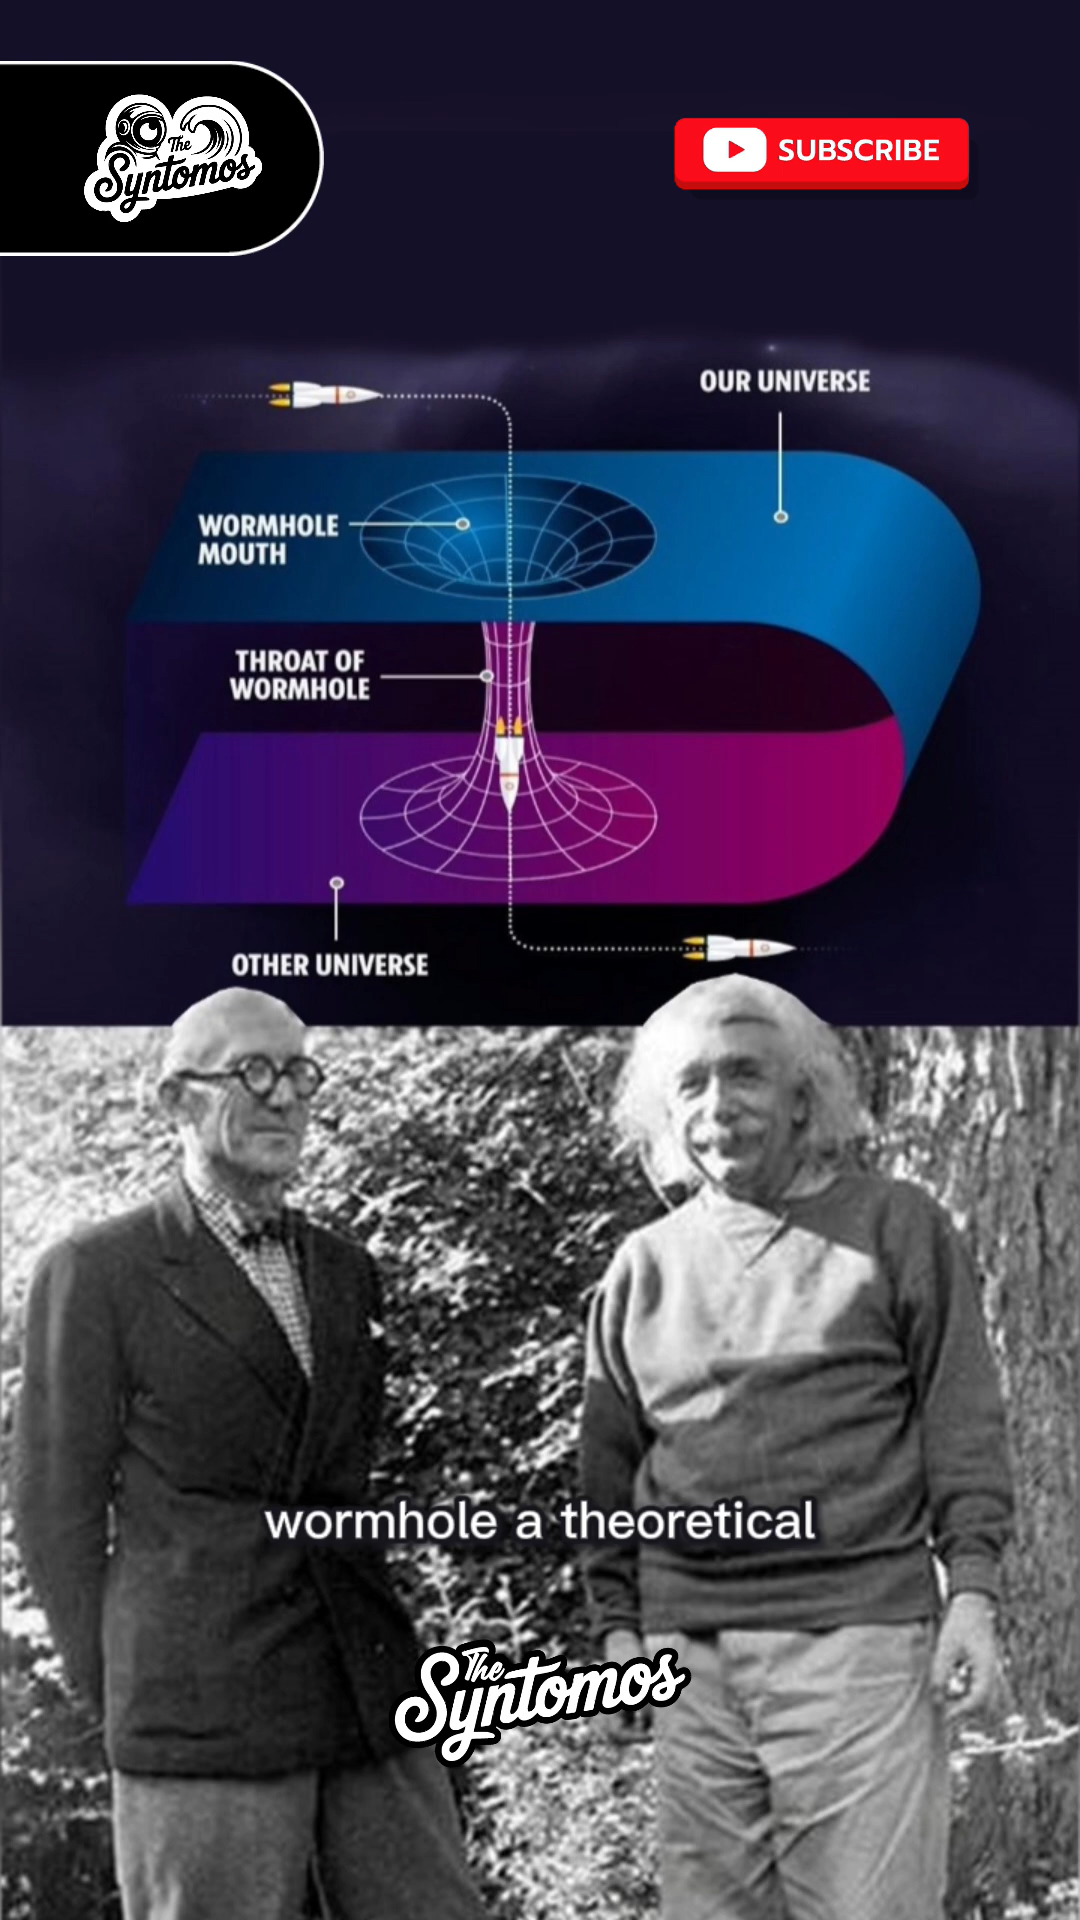 The
Syntomos
SUBSCRIBE
OUR UNIVERSE
WORMHOLE
MOUTH
THROAT OF
WORMHOLE
OTHER UNIVERSE
wormhole a theoretical
The
Syntomos